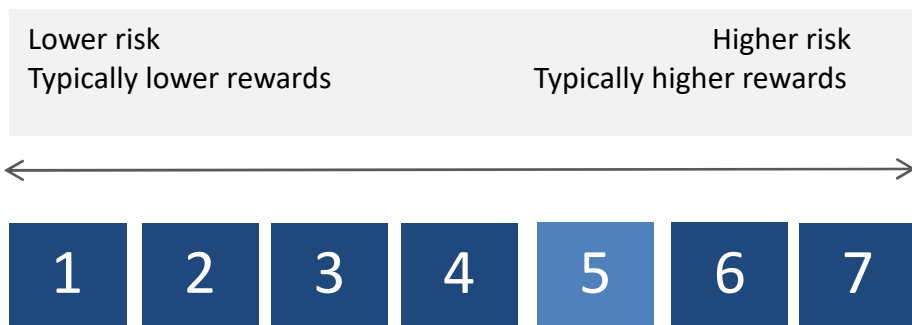 Lower risk Higher risk
Typically lower rewards Typically higher rewards
1 2 3 4 5 6 7